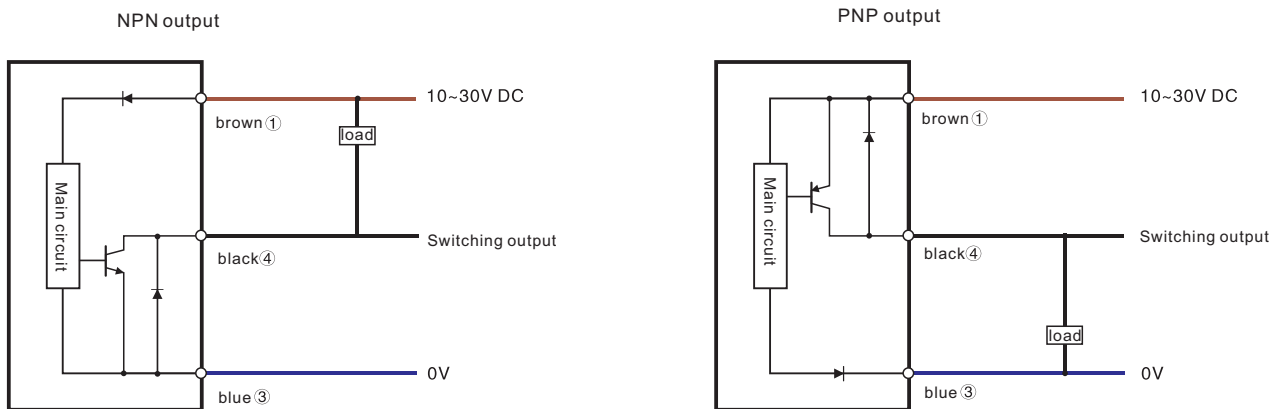 NPN output
10~30V DC
brown①
load
Main circuit
Switching output
black④
0V
blue③
PNP output
10~30V DC
brown①
Main circuit
Switching output
black④
load
0V
blue③